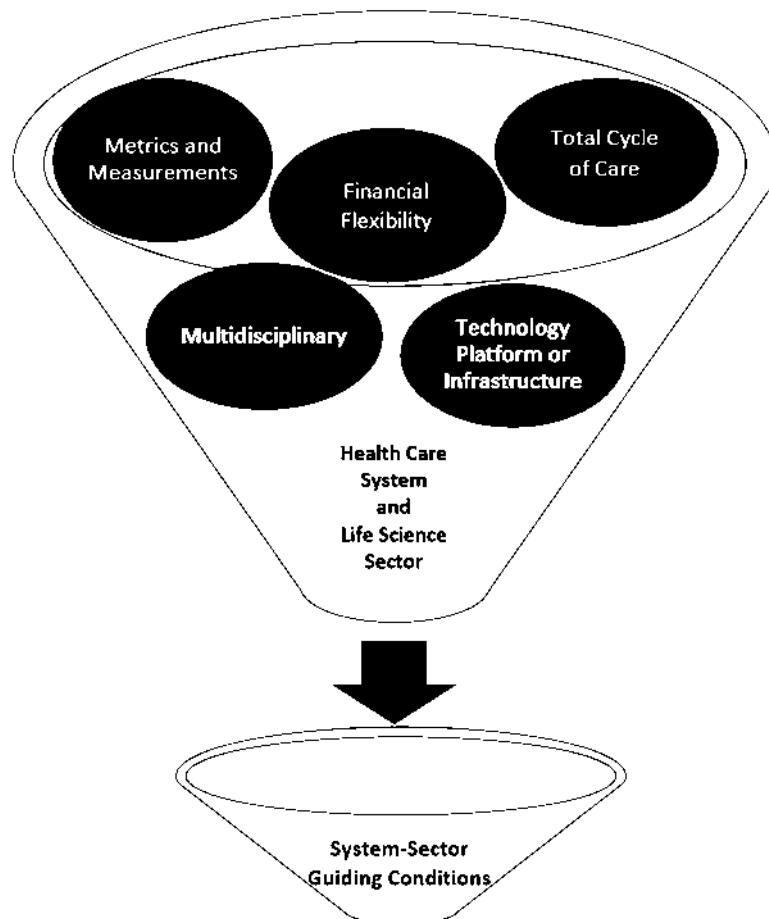 Metrics and
Measurements
Financial
Flexibility
Total Cycle
of Care
Multidisciplinary
Technology
Platform or
Infrastructure
Health Care
System
and
Life Science
Sector
System-Sector
Guiding Conditions